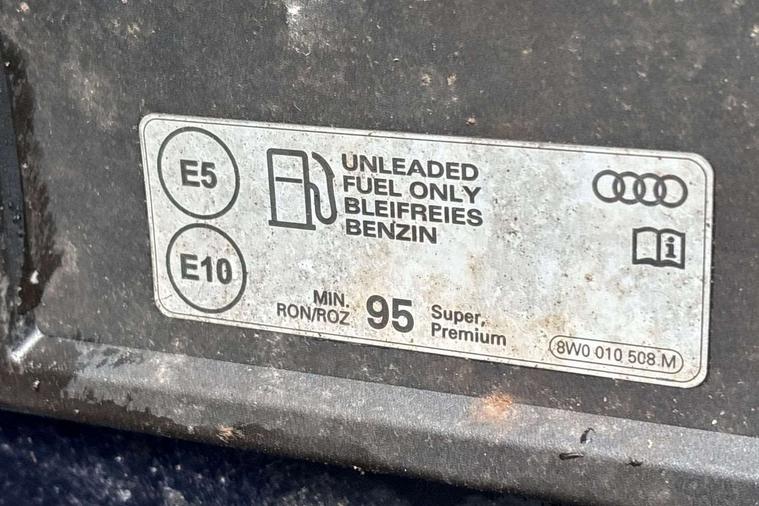 E5
UNLEADED
FUEL ONLY
BLEIFREIES
BENZIN
E10
MIN.
RON/ROZ
95
Super,
Premium
i
8W0 010 508.M